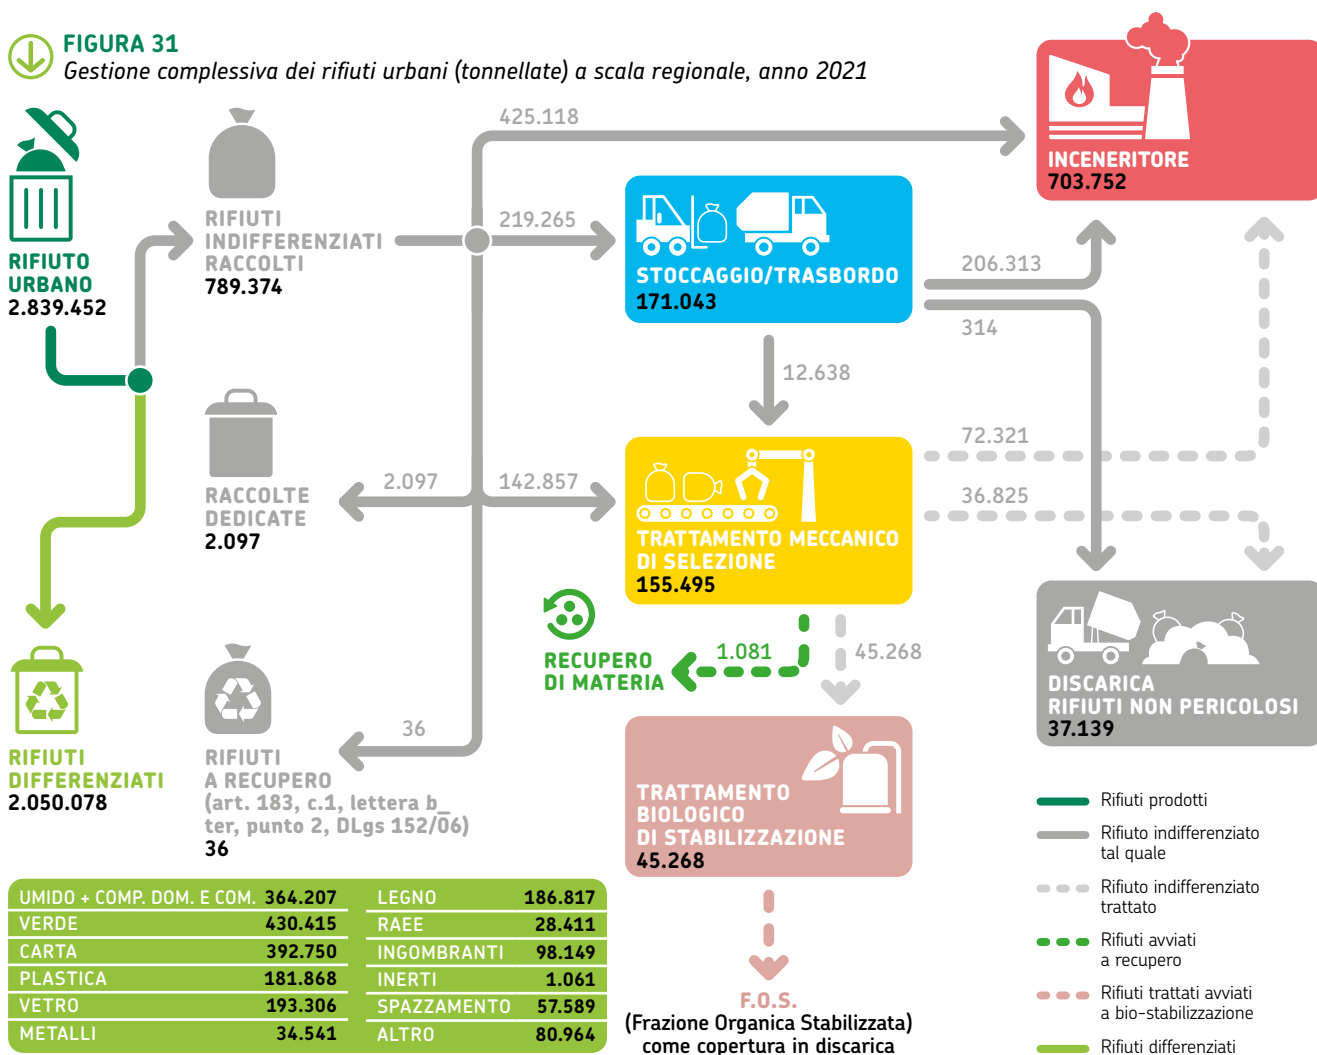 FIGURA 31
Gestione complessiva dei rifiuti urbani (tonnellate) a scala regionale, anno 2021
RIFIUTO
URBANO
2.839.452
RIFIUTI
INDIFFERENZIATI
RACCOLTI
789.374
425.118
219.265
INCENERITORE
703.752
STOCCAGGIO/TRASBORDO
171.043
206.313
314
12.638
RACCOLTE
DEDICATE
2.097
2.097
142.857
TRATTAMENTO MECCANICO
DI SELEZIONE
155.495
72.321
36.825
RECUPERO
DI MATERIA
1.081
45.268
DISCARICA
RIFIUTI NON PERICOLOSI
37.139
RIFIUTI
DIFFERENZIATI
2.050.078
36
RIFIUTI
A RECUPERO
(art. 183, c.1, lettera b_
ter, punto 2, DLgs 152/06)
36
TRATTAMENTO
BIOLOGICO
DI STABILIZZAZIONE
45.268
F.O.S.
(Frazione Organica Stabilizzata)
come copertura in discarica
UMIDO + COMP. DOM. E COM. 364.207
VERDE 430.415
CARTA 392.750
PLASTICA 181.868
VETRO 193.306
METALLI 34.541
LEGNO 186.817
RAEE 28.411
INGOMBRANTI 98.149
INERTI 1.061
SPAZZAMENTO 57.589
ALTRO 80.964
Rifiuti prodotti
Rifiuto indifferenziato
tal quale
Rifiuto indifferenziato
trattato
Rifiuti avviati
a recupero
Rifiuti trattati avviati
a bio-stabilizzazione
Rifiuti differenziati